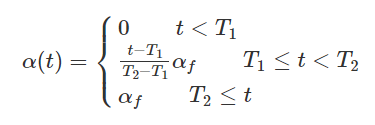 α(t) = { 0 t < T₁
(t−T₁)/(T₂−T₁) α_f T₁ ≤ t < T₂
α_f T₂ ≤ t